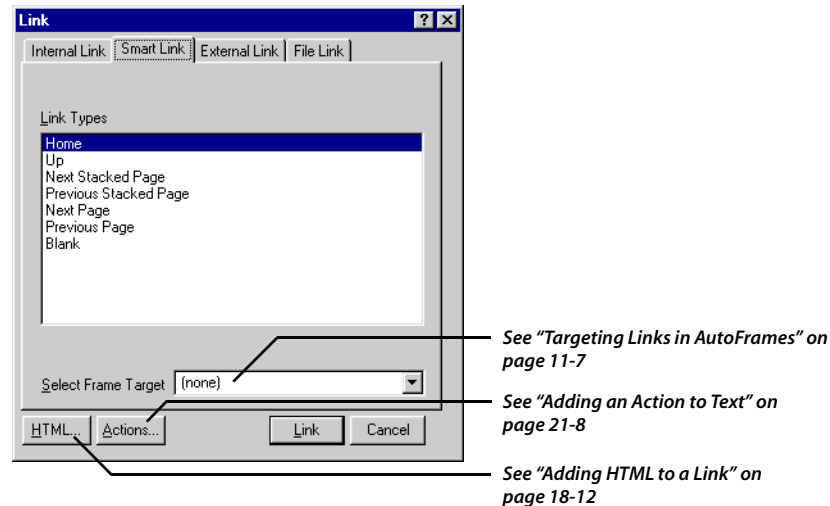 Link
Internal Link Smart Link External Link File Link
Link Types
Home
Up
Next Stacked Page
Previous Stacked Page
Next Page
Previous Page
Blank
Select Frame Target (none)
HTML... Actions... Link Cancel
See “Targeting Links in AutoFrames” on
page 11-7
See “Adding an Action to Text” on
page 21-8
See “Adding HTML to a Link” on
page 18-12